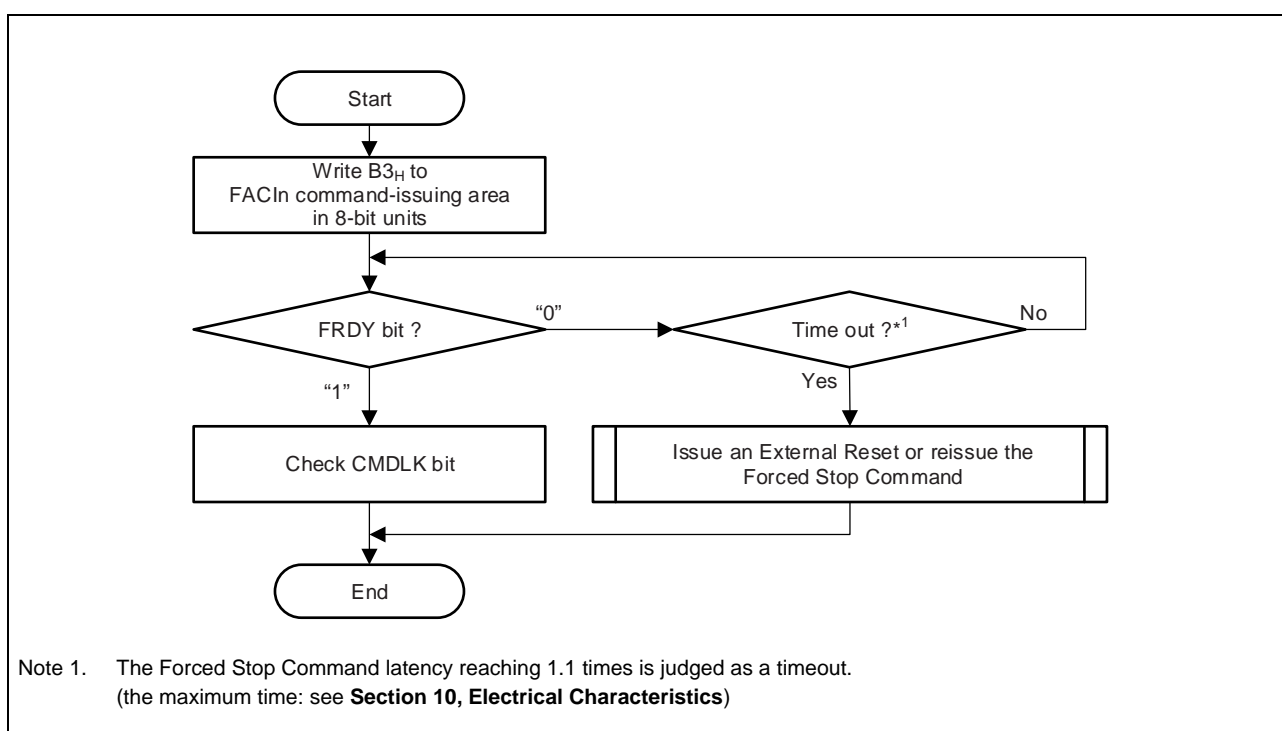 Start
Write B3H to
FACIn command-issuing area
in 8-bit units
FRDY bit ?
“0”
Time out ?*1
No
“1”
Yes
Check CMDLK bit
Issue an External Reset or reissue the
Forced Stop Command
End
Note 1. The Forced Stop Command latency reaching 1.1 times is judged as a timeout.
(the maximum time: see Section 10, Electrical Characteristics)